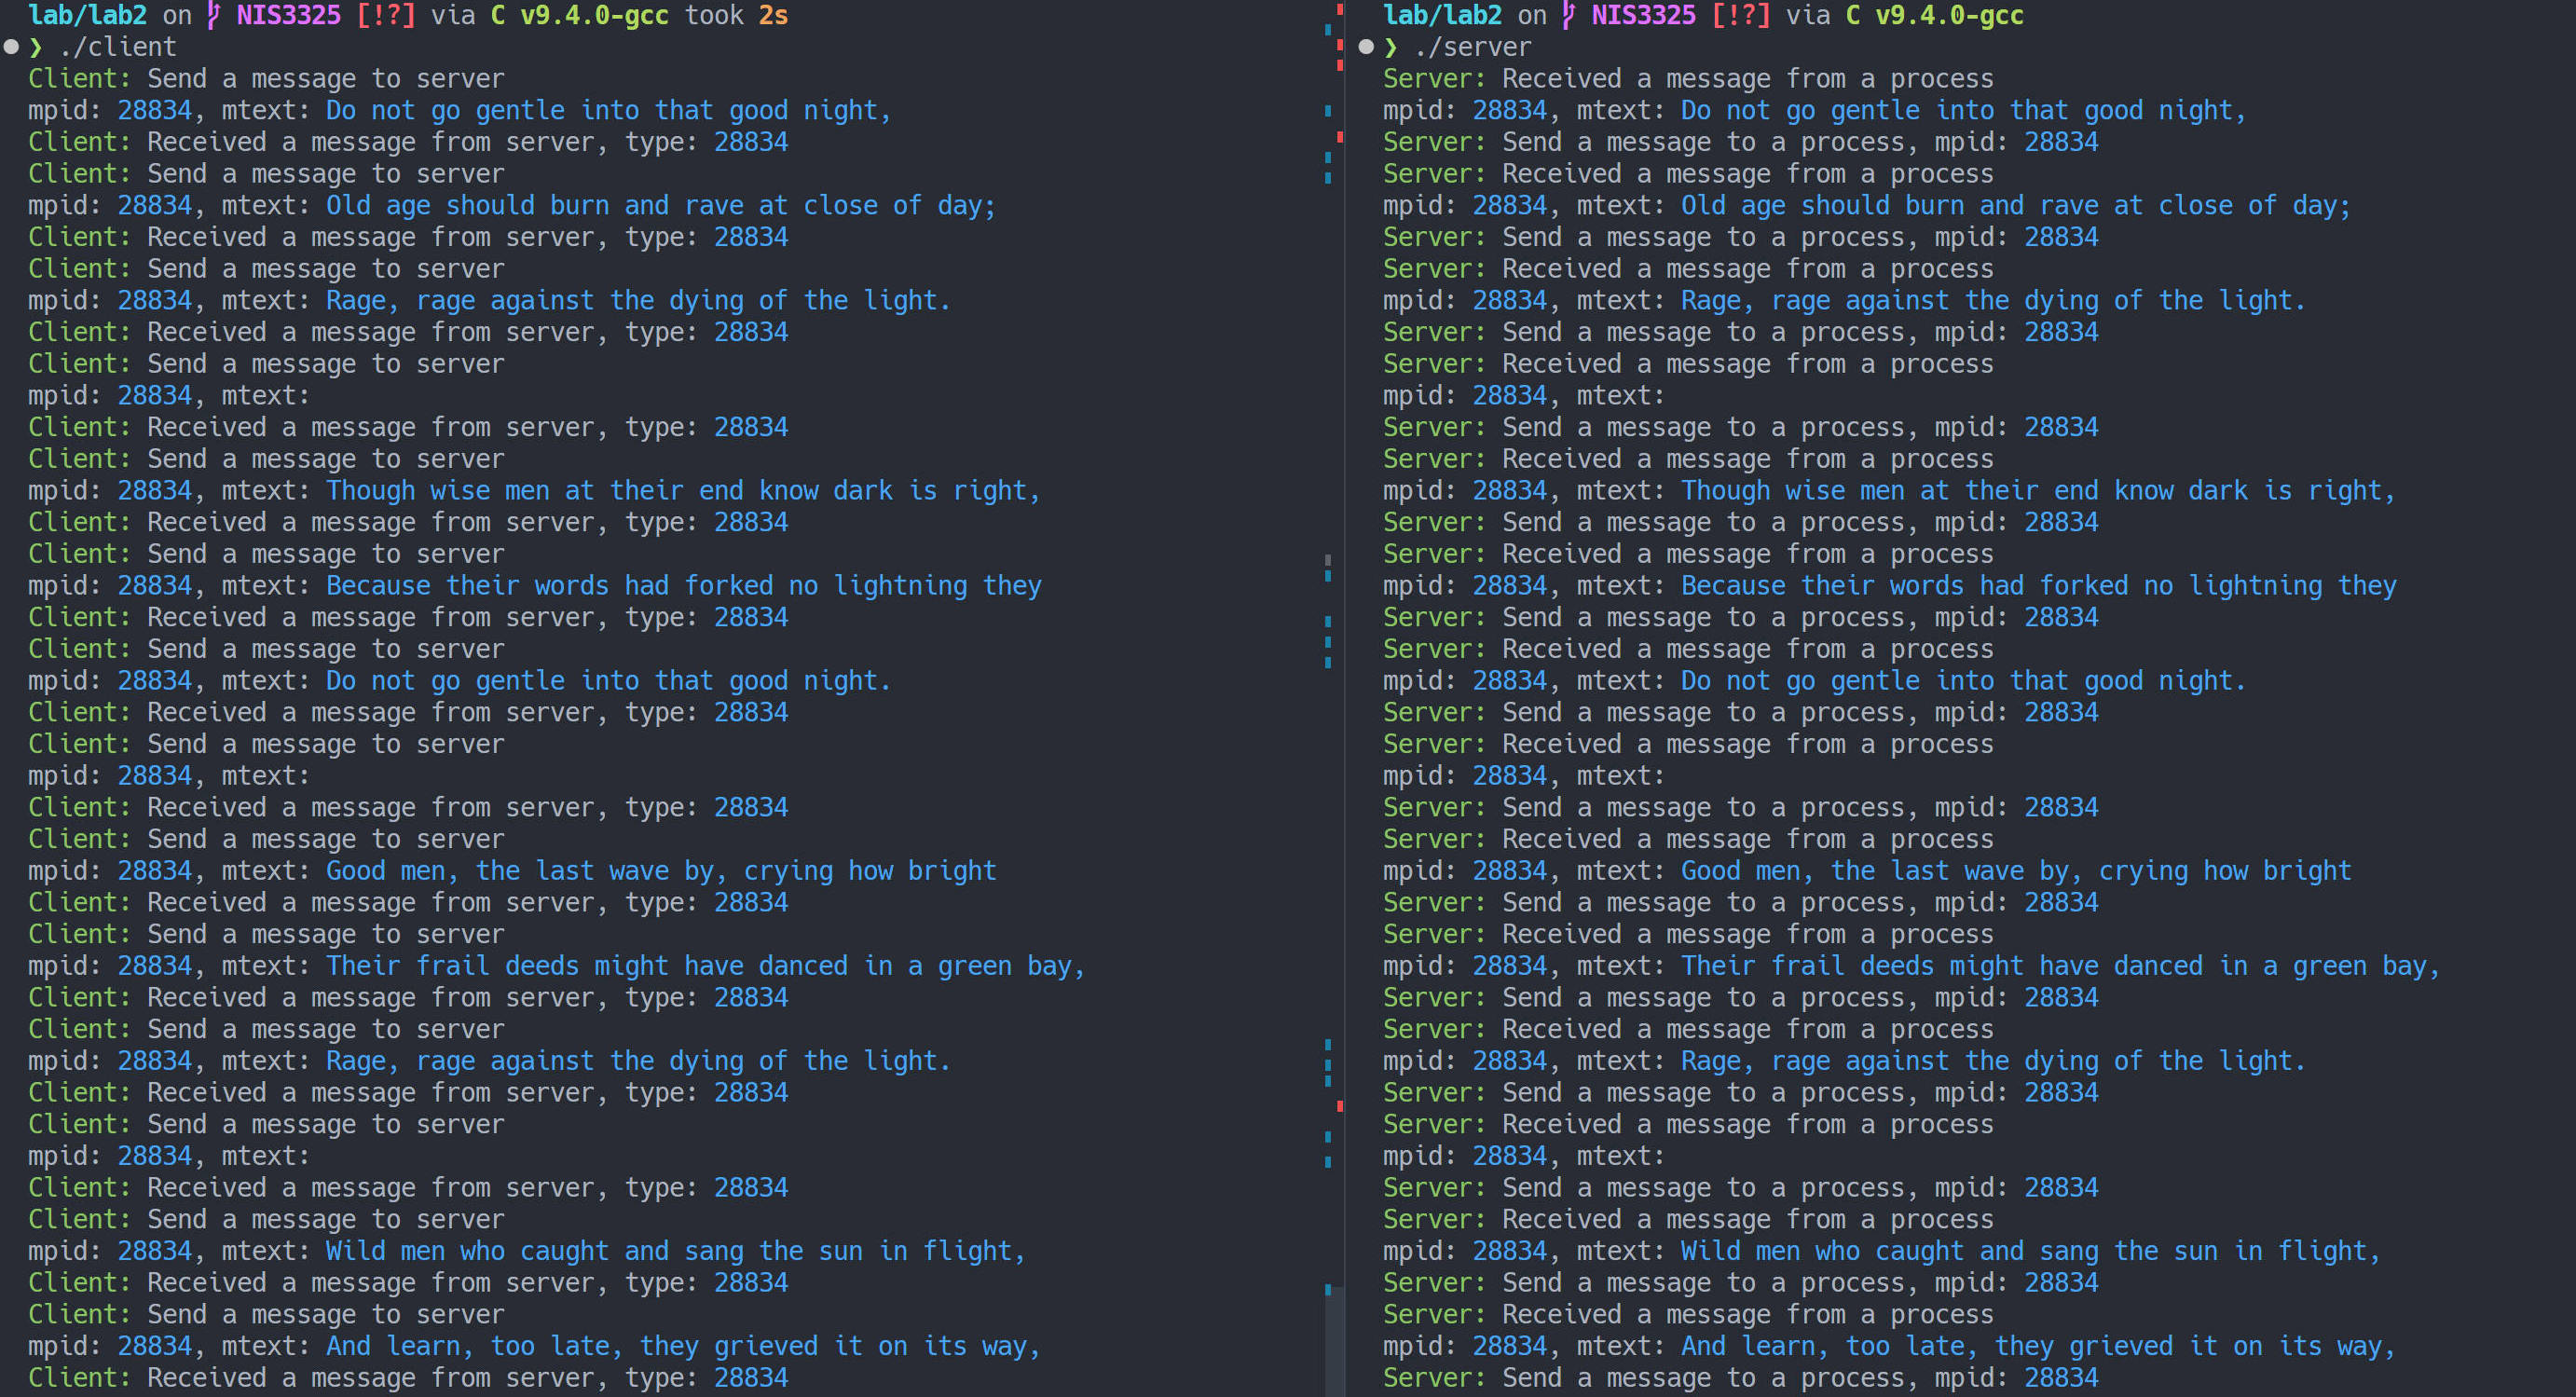 lab/lab2 on NIS3325 [!?] via C v9.4.0-gcc took 2s
❯ ./client
Client: Send a message to server
mpid: 28834, mtext: Do not go gentle into that good night,
Client: Received a message from server, type: 28834
Client: Send a message to server
mpid: 28834, mtext: Old age should burn and rave at close of day;
Client: Received a message from server, type: 28834
Client: Send a message to server
mpid: 28834, mtext: Rage, rage against the dying of the light.
Client: Received a message from server, type: 28834
Client: Send a message to server
mpid: 28834, mtext:
Client: Received a message from server, type: 28834
Client: Send a message to server
mpid: 28834, mtext: Though wise men at their end know dark is right,
Client: Received a message from server, type: 28834
Client: Send a message to server
mpid: 28834, mtext: Because their words had forked no lightning they
Client: Received a message from server, type: 28834
Client: Send a message to server
mpid: 28834, mtext: Do not go gentle into that good night.
Client: Received a message from server, type: 28834
Client: Send a message to server
mpid: 28834, mtext:
Client: Received a message from server, type: 28834
Client: Send a message to server
mpid: 28834, mtext: Good men, the last wave by, crying how bright
Client: Received a message from server, type: 28834
Client: Send a message to server
mpid: 28834, mtext: Their frail deeds might have danced in a green bay,
Client: Received a message from server, type: 28834
Client: Send a message to server
mpid: 28834, mtext: Rage, rage against the dying of the light.
Client: Received a message from server, type: 28834
Client: Send a message to server
mpid: 28834, mtext:
Client: Received a message from server, type: 28834
Client: Send a message to server
mpid: 28834, mtext: Wild men who caught and sang the sun in flight,
Client: Received a message from server, type: 28834
Client: Send a message to server
mpid: 28834, mtext: And learn, too late, they grieved it on its way,
Client: Received a message from server, type: 28834
lab/lab2 on NIS3325 [!?] via C v9.4.0-gcc
❯ ./server
Server: Received a message from a process
mpid: 28834, mtext: Do not go gentle into that good night,
Server: Send a message to a process, mpid: 28834
Server: Received a message from a process
mpid: 28834, mtext: Old age should burn and rave at close of day;
Server: Send a message to a process, mpid: 28834
Server: Received a message from a process
mpid: 28834, mtext: Rage, rage against the dying of the light.
Server: Send a message to a process, mpid: 28834
Server: Received a message from a process
mpid: 28834, mtext:
Server: Send a message to a process, mpid: 28834
Server: Received a message from a process
mpid: 28834, mtext: Though wise men at their end know dark is right,
Server: Send a message to a process, mpid: 28834
Server: Received a message from a process
mpid: 28834, mtext: Because their words had forked no lightning they
Server: Send a message to a process, mpid: 28834
Server: Received a message from a process
mpid: 28834, mtext: Do not go gentle into that good night.
Server: Send a message to a process, mpid: 28834
Server: Received a message from a process
mpid: 28834, mtext:
Server: Send a message to a process, mpid: 28834
Server: Received a message from a process
mpid: 28834, mtext: Good men, the last wave by, crying how bright
Server: Send a message to a process, mpid: 28834
Server: Received a message from a process
mpid: 28834, mtext: Their frail deeds might have danced in a green bay,
Server: Send a message to a process, mpid: 28834
Server: Received a message from a process
mpid: 28834, mtext: Rage, rage against the dying of the light.
Server: Send a message to a process, mpid: 28834
Server: Received a message from a process
mpid: 28834, mtext:
Server: Send a message to a process, mpid: 28834
Server: Received a message from a process
mpid: 28834, mtext: Wild men who caught and sang the sun in flight,
Server: Send a message to a process, mpid: 28834
Server: Received a message from a process
mpid: 28834, mtext: And learn, too late, they grieved it on its way,
Server: Send a message to a process, mpid: 28834